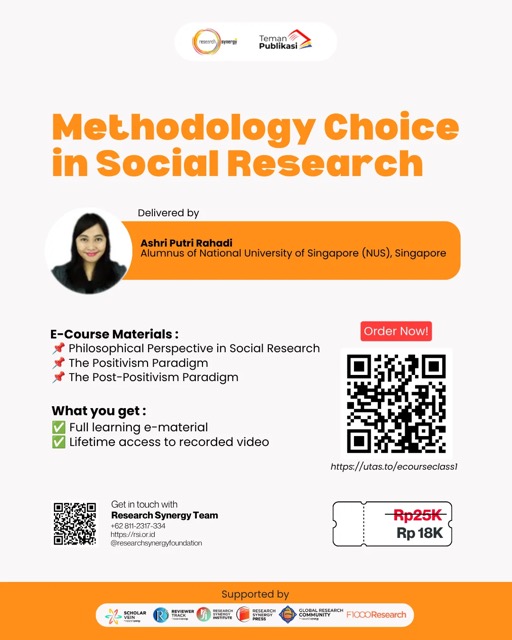 research synergy
Teman
Publikasi
Methodology Choice
in Social Research
Delivered by
Ashri Putri Rahadi
Alumnus of National University of Singapore (NUS), Singapore
E-Course Materials :
Philosophical Perspective in Social Research
The Positivism Paradigm
The Post-Positivism Paradigm
What you get :
Full learning e-material
Lifetime access to recorded video
Order Now!
https://utas.to/ecourseclass1
Get in touch with
Research Synergy Team
+62 811-2317-334
https://rsi.or.id
@researchsynergyfoundation
Rp25K
Rp 18K
Supported by
SCHOLAR
VEIN
REVIEWER
TRACK
RESEARCH
SYNERGY
INSTITUTE
RESEARCH
SYNERGY
PRESS
GLOBAL RESEARCH
COMMUNITY
F1000Research